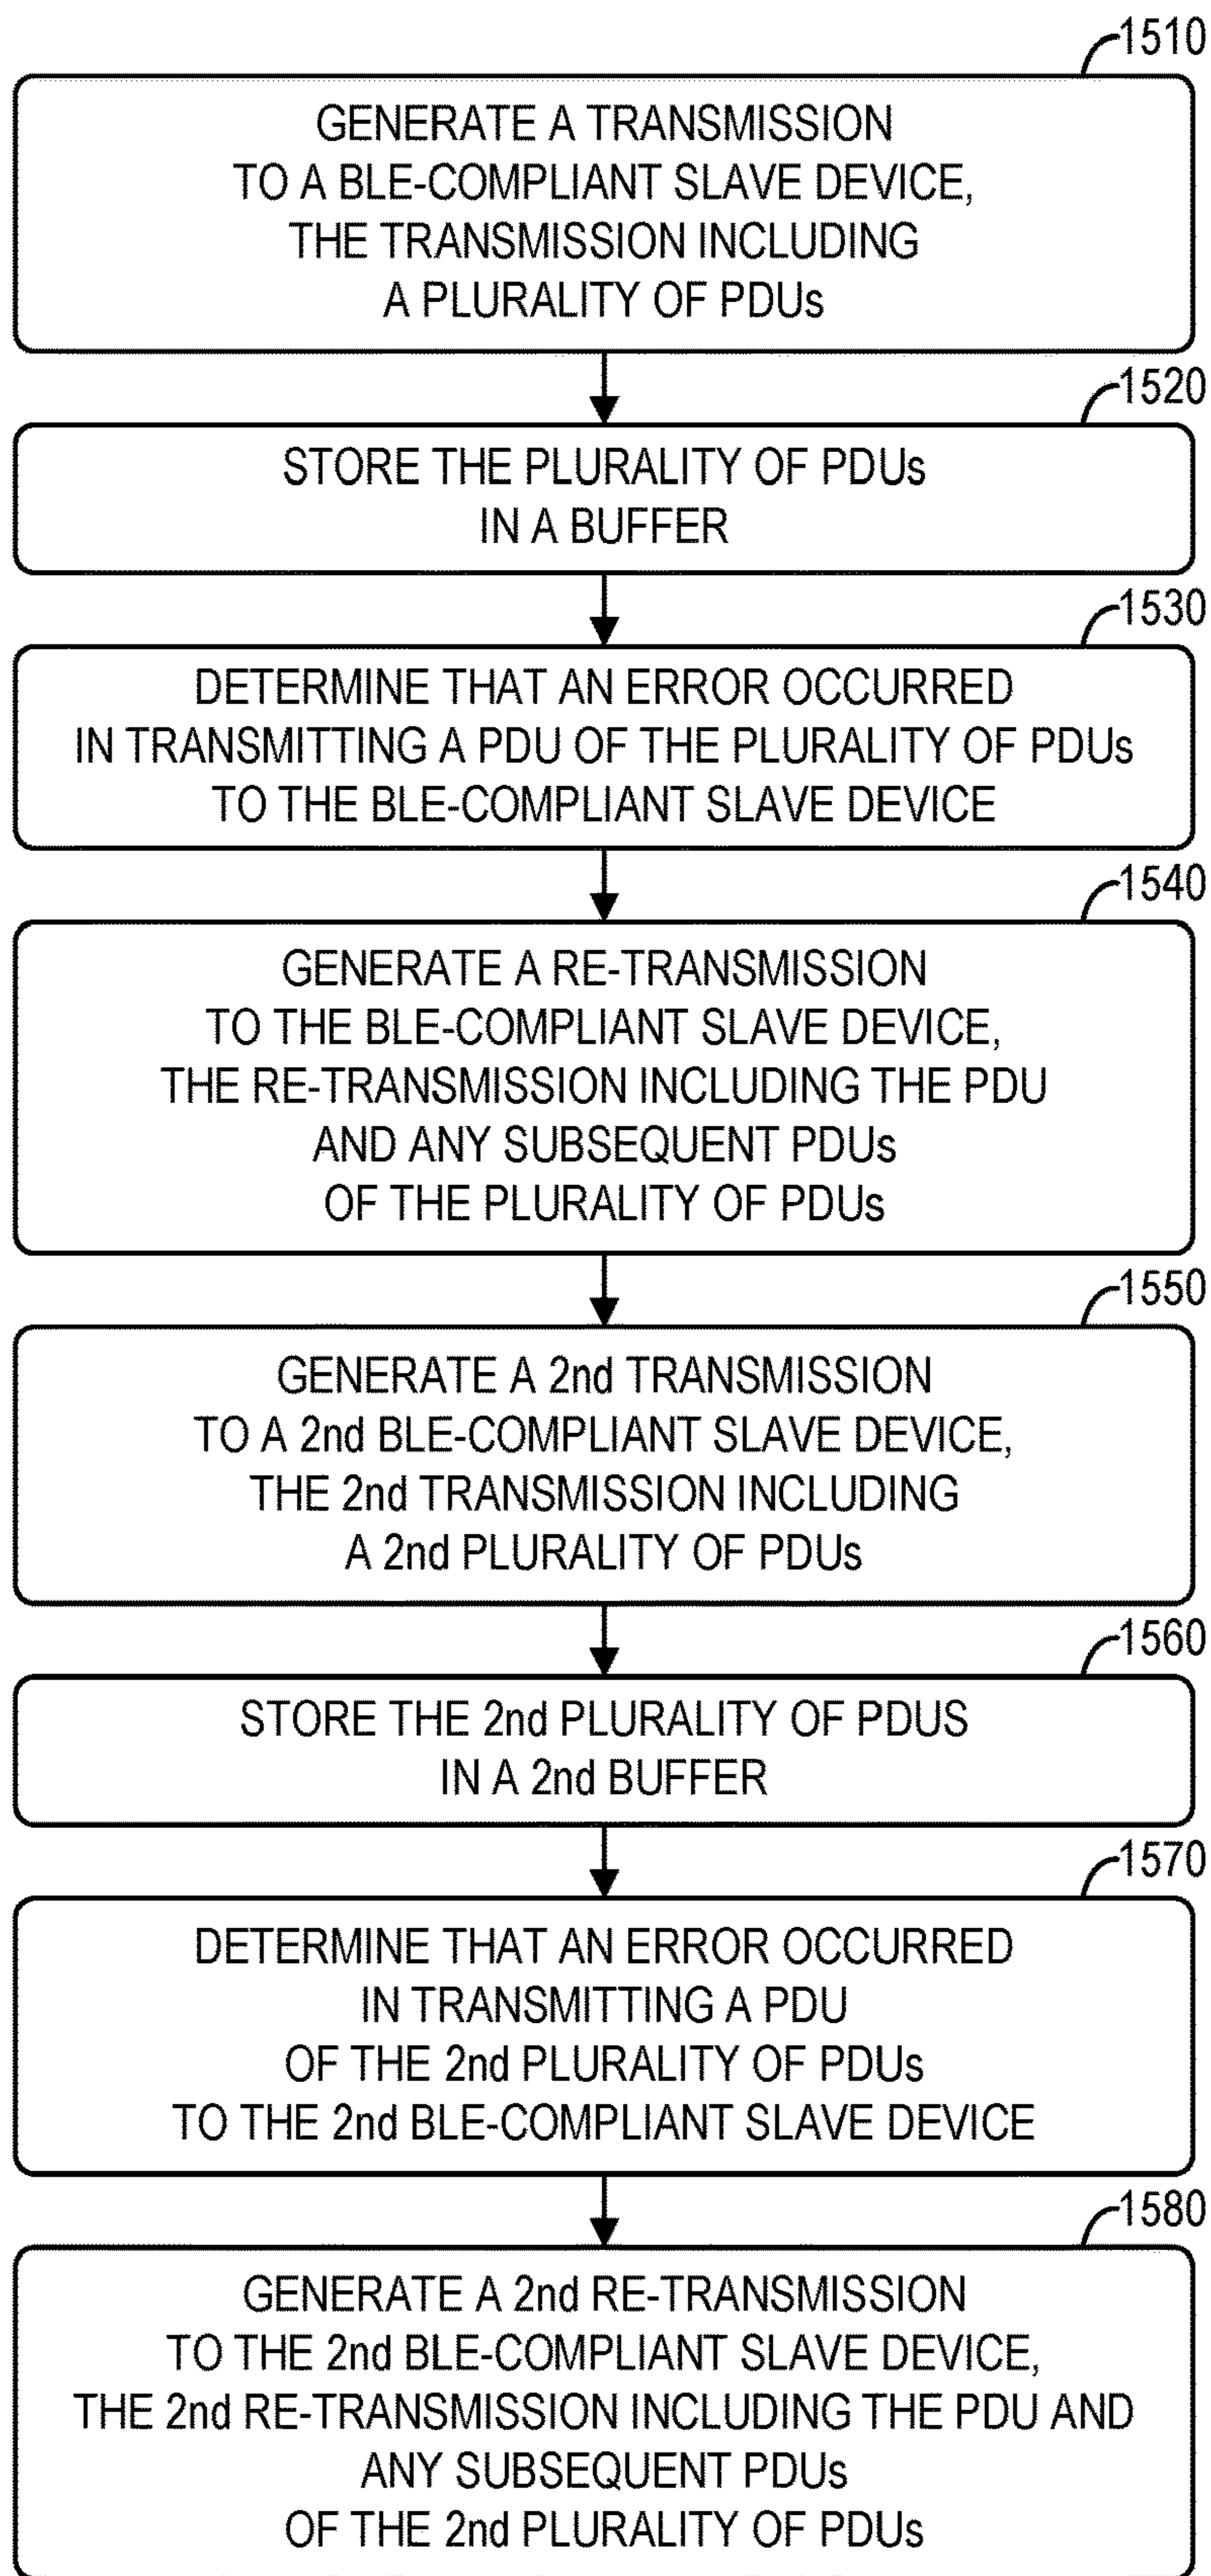 1510
GENERATE A TRANSMISSION
TO A BLE-COMPLIANT SLAVE DEVICE,
THE TRANSMISSION INCLUDING
A PLURALITY OF PDUs
1520
STORE THE PLURALITY OF PDUs
IN A BUFFER
1530
DETERMINE THAT AN ERROR OCCURRED
IN TRANSMITTING A PDU OF THE PLURALITY OF PDUs
TO THE BLE-COMPLIANT SLAVE DEVICE
1540
GENERATE A RE-TRANSMISSION
TO THE BLE-COMPLIANT SLAVE DEVICE,
THE RE-TRANSMISSION INCLUDING THE PDU
AND ANY SUBSEQUENT PDUs
OF THE PLURALITY OF PDUs
1550
GENERATE A 2nd TRANSMISSION
TO A 2nd BLE-COMPLIANT SLAVE DEVICE,
THE 2nd TRANSMISSION INCLUDING
A 2nd PLURALITY OF PDUs
1560
STORE THE 2nd PLURALITY OF PDUS
IN A 2nd BUFFER
1570
DETERMINE THAT AN ERROR OCCURRED
IN TRANSMITTING A PDU
OF THE 2nd PLURALITY OF PDUs
TO THE 2nd BLE-COMPLIANT SLAVE DEVICE
1580
GENERATE A 2nd RE-TRANSMISSION
TO THE 2nd BLE-COMPLIANT SLAVE DEVICE,
THE 2nd RE-TRANSMISSION INCLUDING THE PDU AND
ANY SUBSEQUENT PDUs
OF THE 2nd PLURALITY OF PDUs